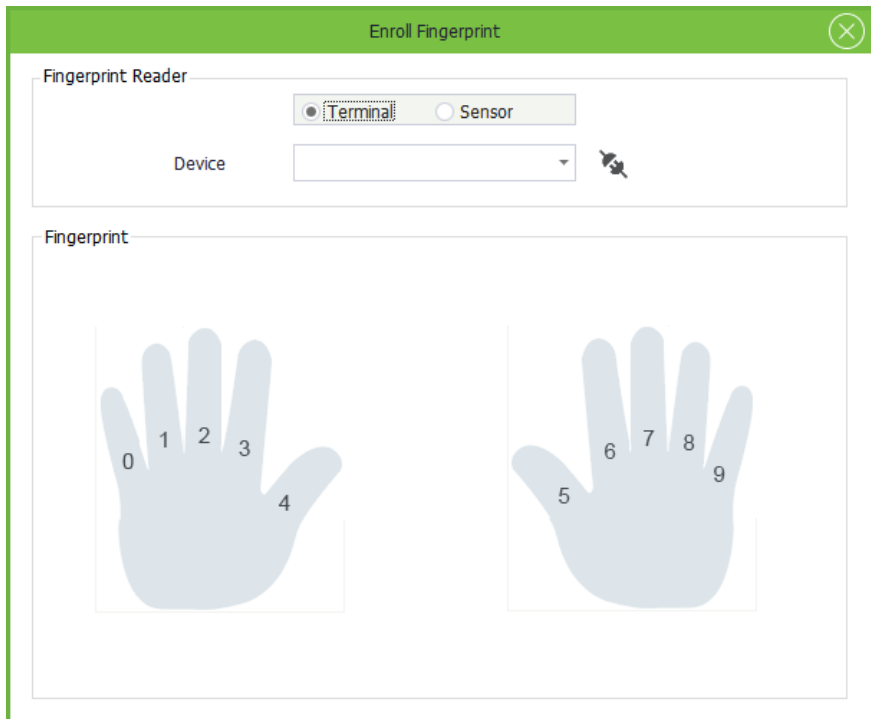 Enroll Fingerprint
Fingerprint Reader
Terminal Sensor
Device
Fingerprint
0 1 2 3 4 5 6 7 8 9